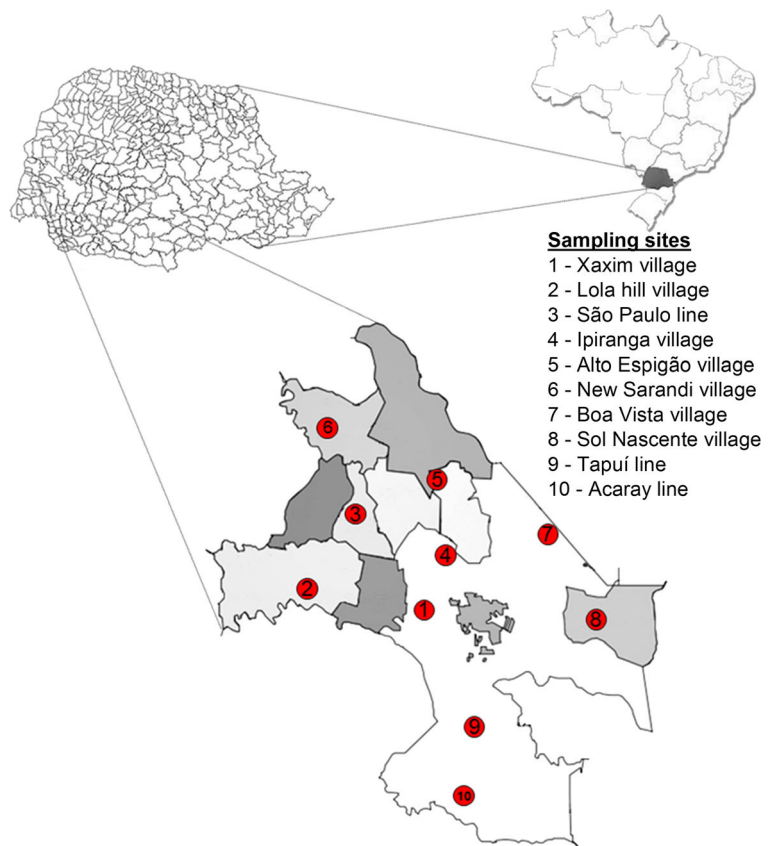 Sampling sites
1 - Xaxim village
2 - Lola hill village
3 - São Paulo line
4 - Ipiranga village
5 - Alto Espigão village
6 - New Sarandi village
7 - Boa Vista village
8 - Sol Nascente village
9 - Tapuí line
10 - Acaray line
6
5
3
7
4
2
1
8
9
10